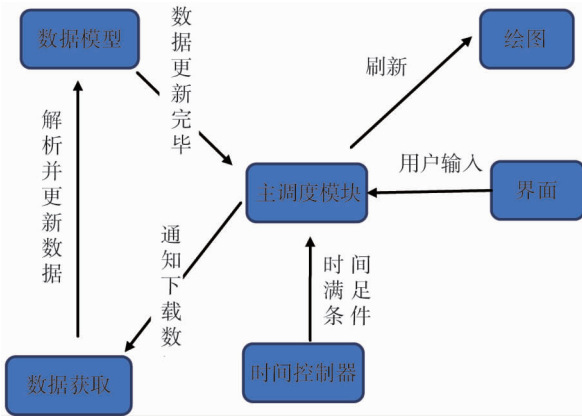 数据模型
绘图
数据更新完毕
刷新
解析并更新数据
用户输入
主调度模块
界面
通知下载数
时间
满足
条件
数据获取
时间控制器